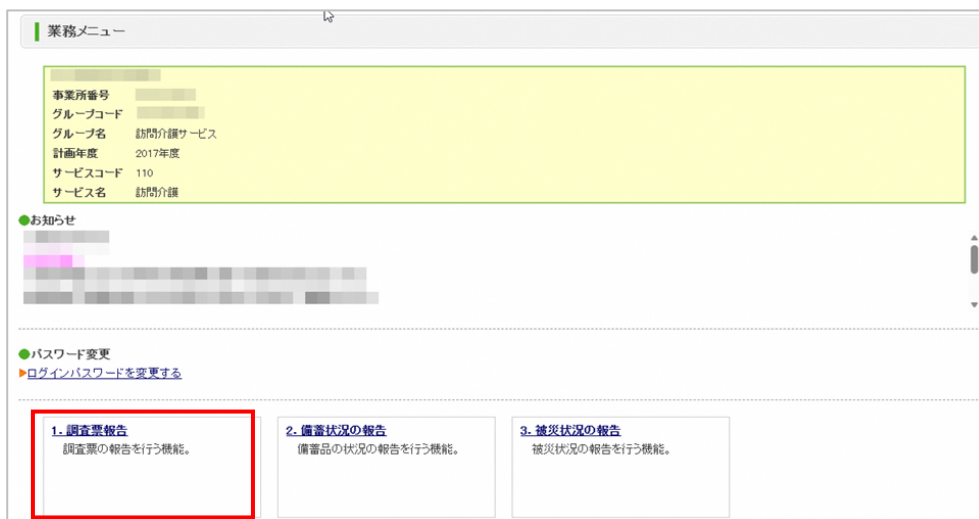 業務メニュー
事業所番号
グループコード
グループ名 訪問介護サービス
計画年度 2017年度
サービスコード 110
サービス名 訪問介護
●お知らせ
●パスワード変更
ログインパスワードを変更する
1. 調査票報告
調査票の報告を行う機能。
2. 備蓄状況の報告
備蓄品の状況の報告を行う機能。
3. 被災状況の報告
被災状況の報告を行う機能。